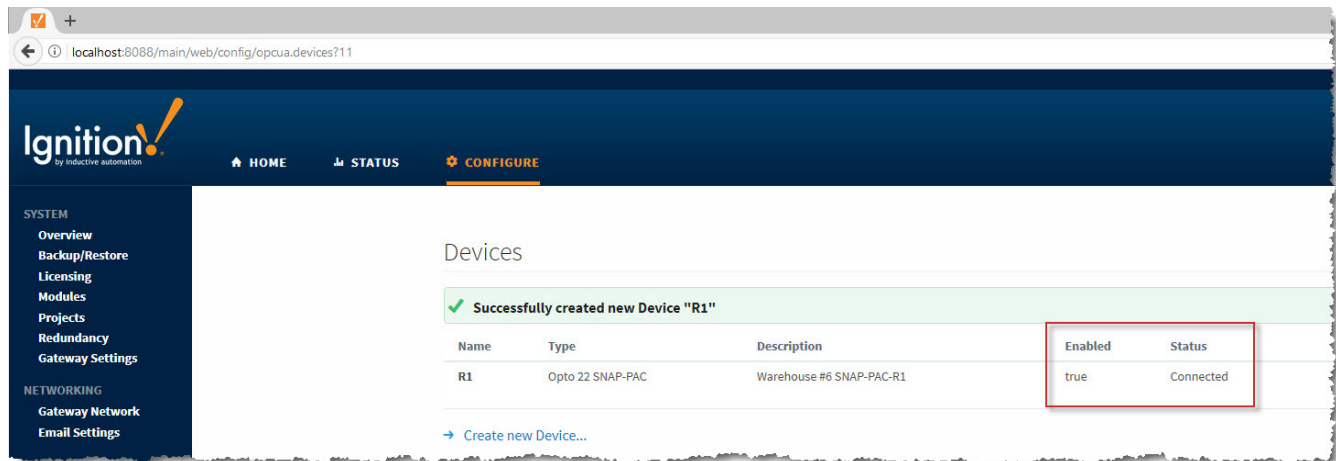 localhost:8088/main/web/config/opcua.devices?11
Ignition!
by inductive automation
HOME STATUS CONFIGURE
SYSTEM
Overview
Backup/Restore
Licensing
Modules
Projects
Redundancy
Gateway Settings
NETWORKING
Gateway Network
Email Settings
Devices
Successfully created new Device "R1"
Name Type Description Enabled Status
R1 Opto 22 SNAP-PAC Warehouse #6 SNAP-PAC-R1 true Connected
Create new Device...